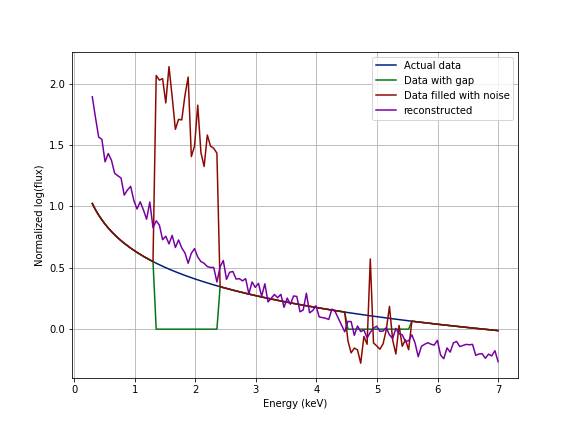 Actual data
Data with gap
Data filled with noise
reconstructed
2.0
1.5
1.0
0.5
0.0
Normalized log(flux)
0 1 2 3 4 5 6 7
Energy (keV)